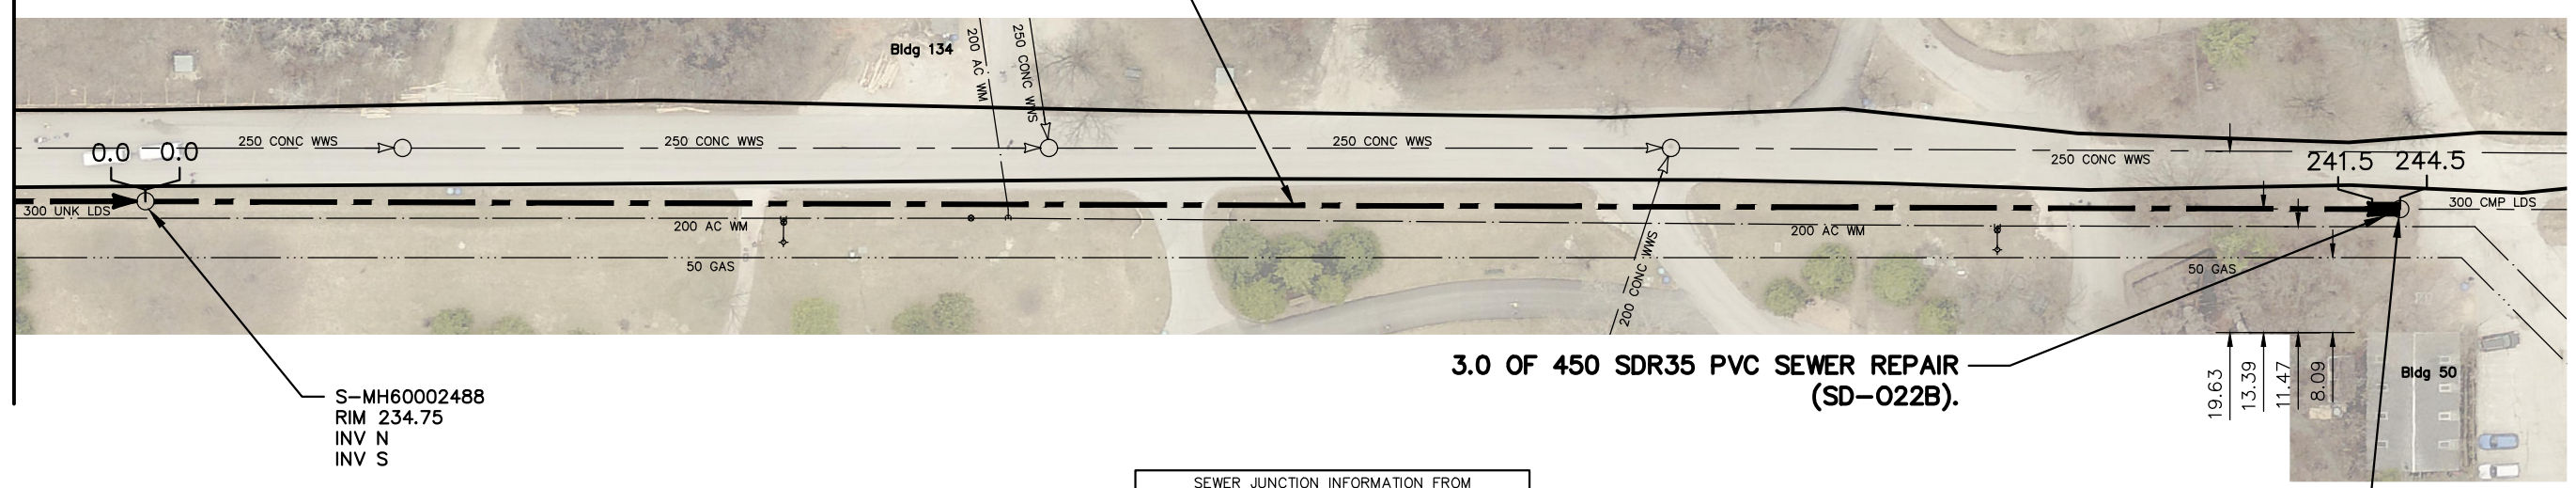 Bldg 134
200 AC WM
250 CONC WWS
250 CONC WWS
250 CONC WWS
250 CONC WWS
250 CONC WWS
0.0
0.0
241.5
244.5
300 UNK LDS
300 CMP LDS
200 AC WM
200 AC WM
50 GAS
50 GAS
200 CONC WWS
3.0 OF 450 SDR35 PVC SEWER REPAIR
(SD-022B).
19.63
13.39
11.47
8.09
Bldg 50
S-MH60002488
RIM 234.75
INV N
INV S
SEWER JUNCTION INFORMATION FROM